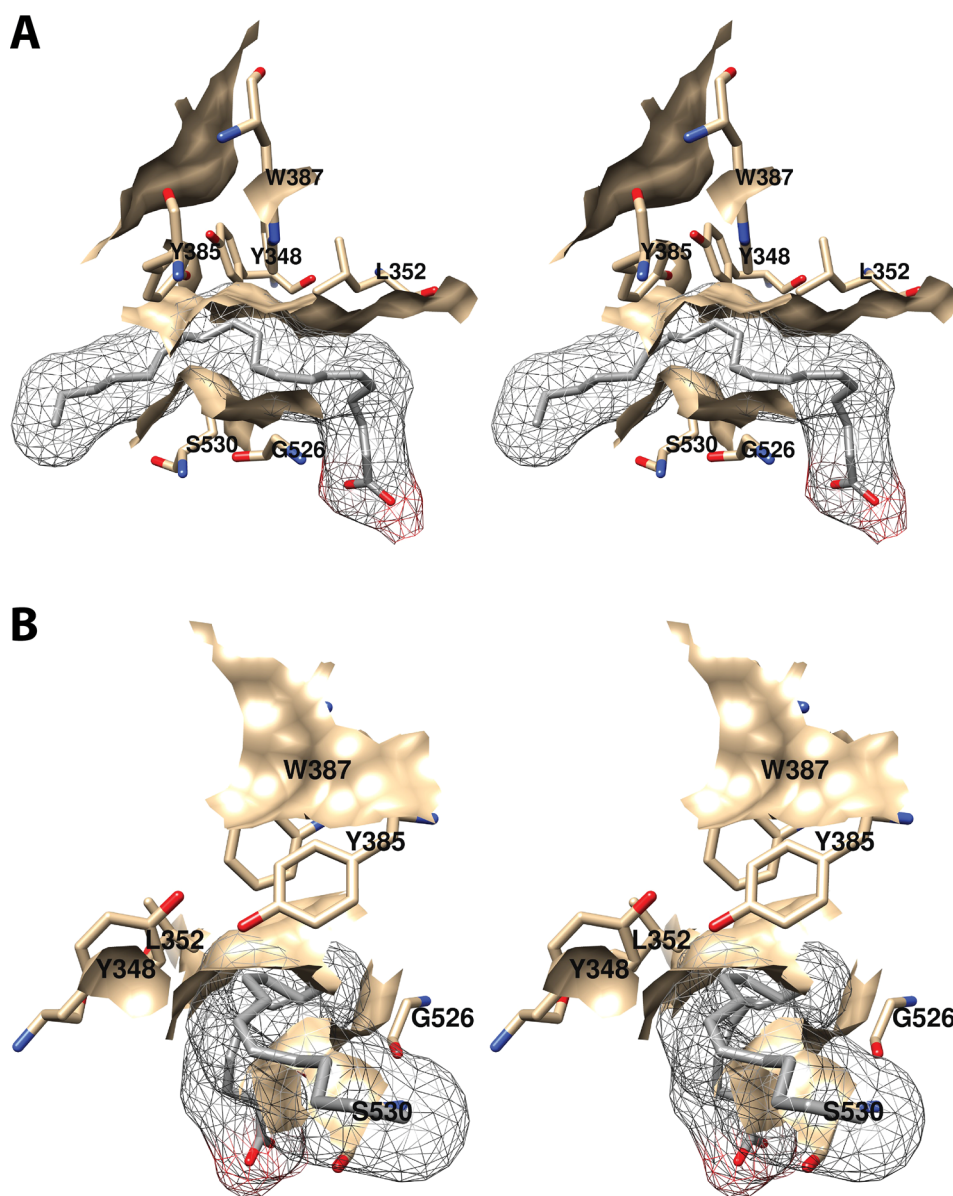 A
W387 W387
Y385 Y348 L352 Y385 Y348 L352
S530 G526 S530 G526
B
W387 W387
Y385 Y385
L352 L352
Y348 Y348
G526 G526
S530 S530